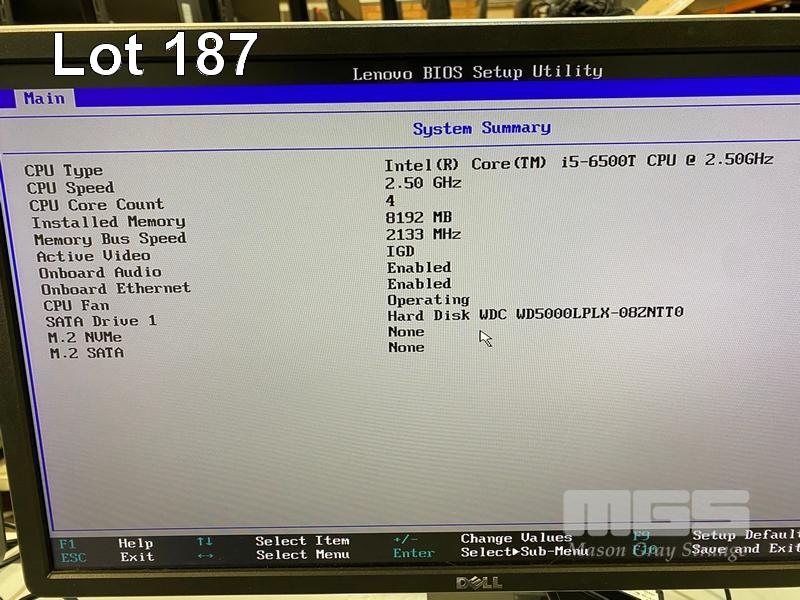 Lot 187
Lenovo BIOS Setup Utility
Main
System Summary
CPU Type Intel(R) Core(TM) i5-6500T CPU @ 2.50GHz
CPU Speed 2.50 GHz
CPU Core Count 4
Installed Memory 8192 MB
Memory Bus Speed 2133 MHz
Active Video IGD
Onboard Audio Enabled
Onboard Ethernet Enabled
CPU Fan Operating
SATA Drive 1 Hard Disk WDC WD5000LPLX-08ZNTT0
M.2 NVMe None
M.2 SATA None
MGS
F1 Help ↑↓ Select Item +/- Change Values F9 Setup Default
ESC Exit ←→ Select Menu Enter Select▶Sub-Menu F10 Save and Exit
Mason Gray Strange
DELL